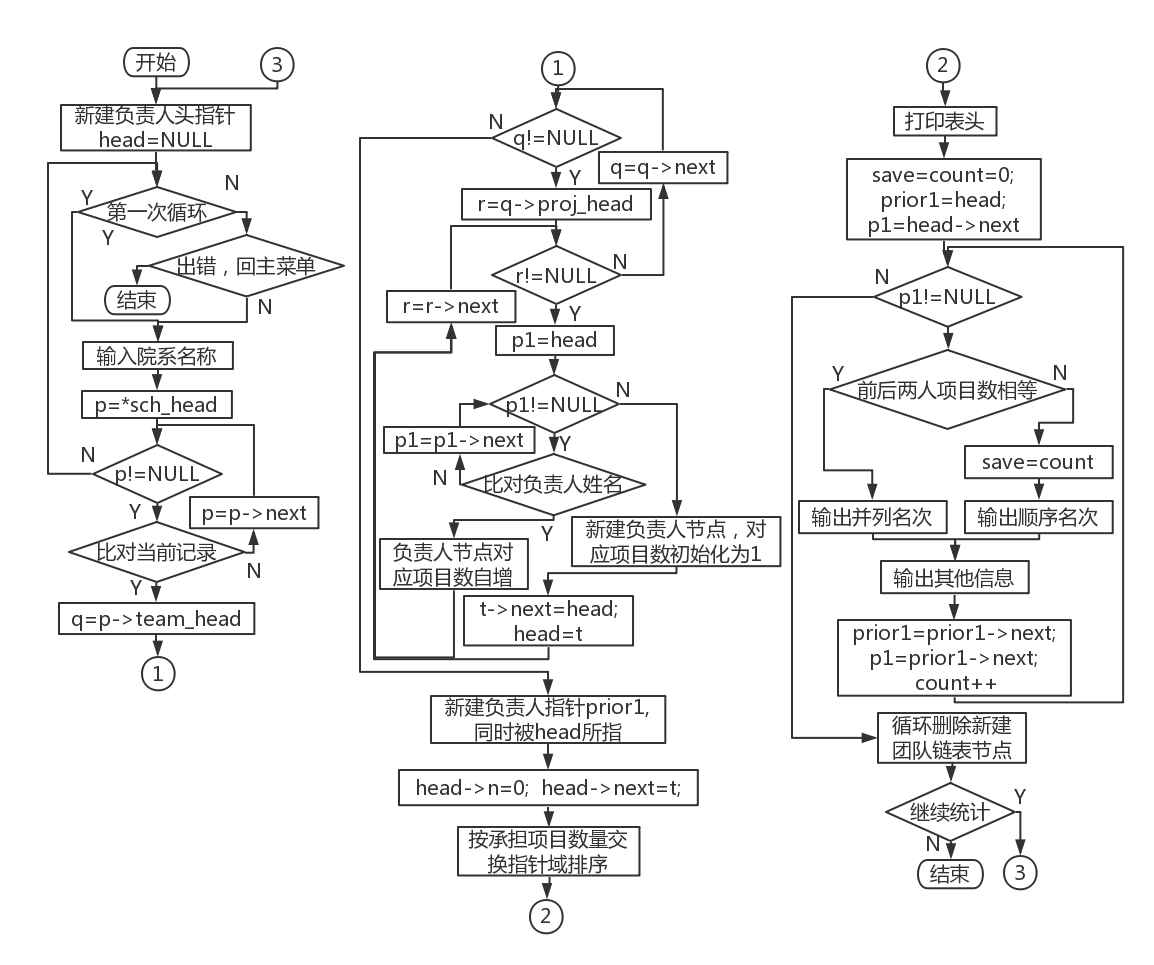 开始
3
新建负责人头指针
head=NULL
Y
N
第一次循环
Y
出错，回主菜单
结束
N
输入院系名称
p=*sch_head
N
p!=NULL
Y
p=p->next
比对当前记录
N
Y
q=p->team_head
1
1
N
q!=NULL
q=q->next
Y
r=q->proj_head
r!=NULL
N
r=r->next
Y
p1=head
N
p1!=NULL
p1=p1->next
Y
N
比对负责人姓名
Y
新建负责人节点，对
应项目数初始化为1
负责人节点对
应项目数自增
t->next=head;
head=t
新建负责人指针prior1,
同时被head所指
head->n=0; head->next=t;
按承担项目数量交
换指针域排序
2
2
打印表头
save=count=0;
prior1=head;
p1=head->next
N
p1!=NULL
Y
N
前后两人项目数相等
save=count
输出并列名次
输出顺序名次
输出其他信息
prior1=prior1->next;
p1=prior1->next;
count++
循环删除新建
团队链表节点
Y
继续统计
N
结束
3